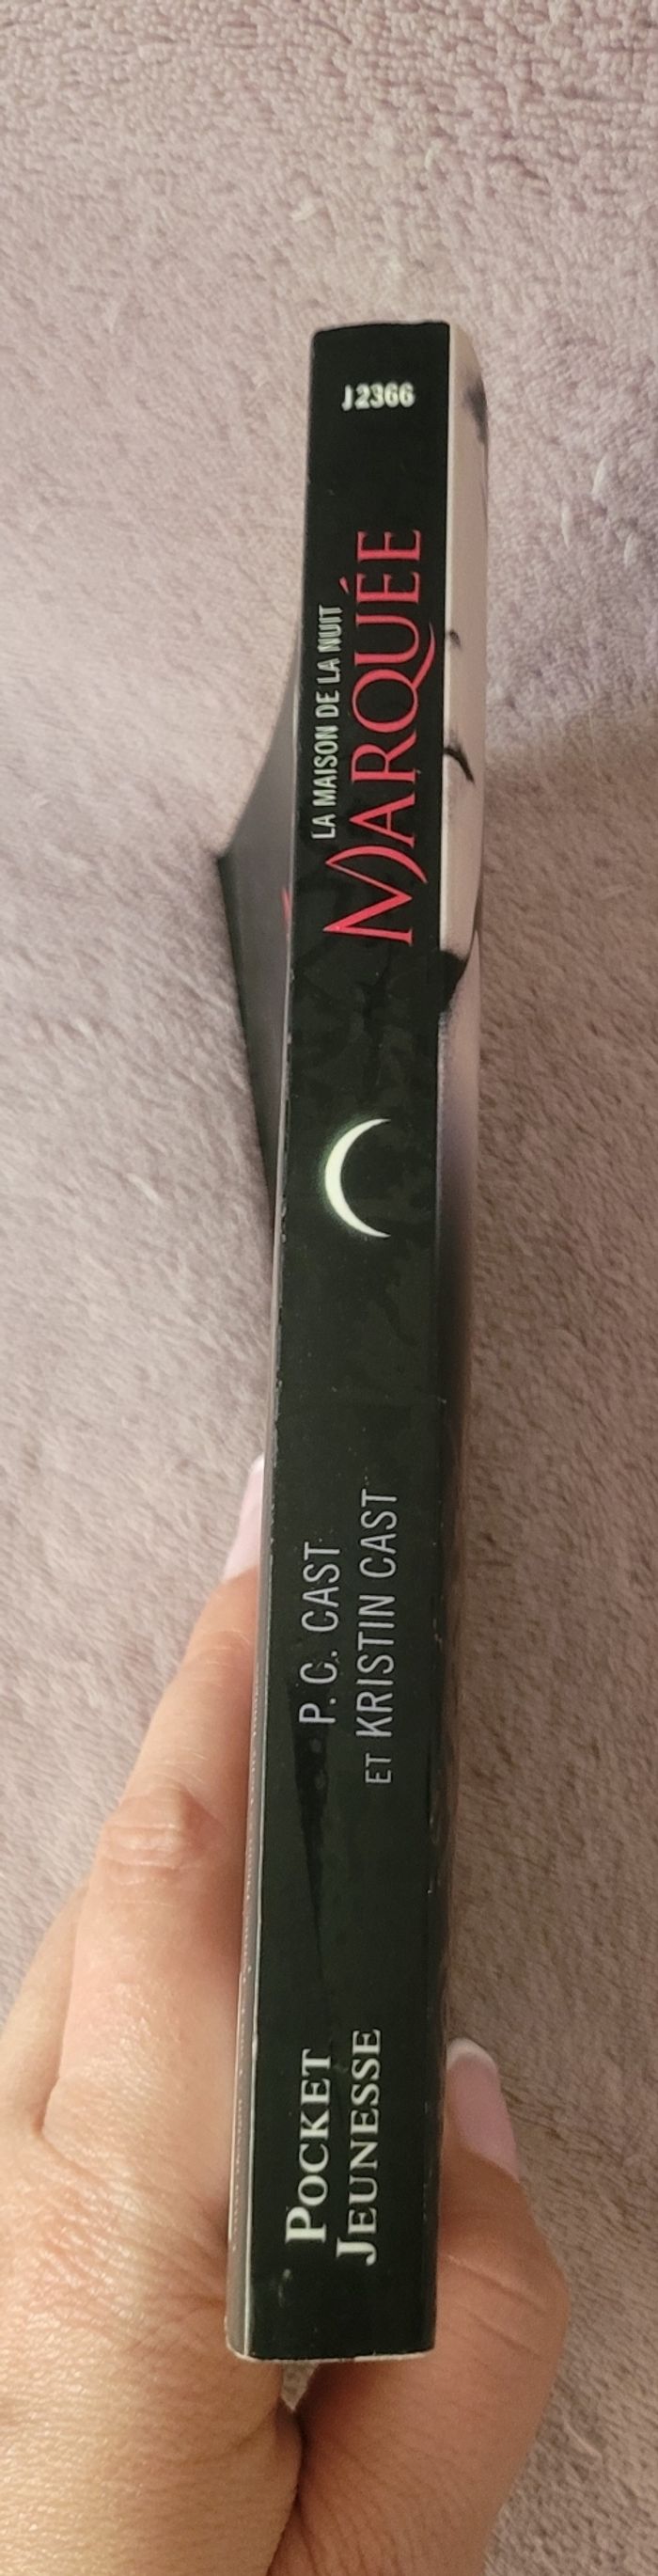 J2366
LA MAISON DE LA NUIT
MARQUÉE
P. C. CAST
ET KRISTIN CAST
POCKET
JEUNESSE